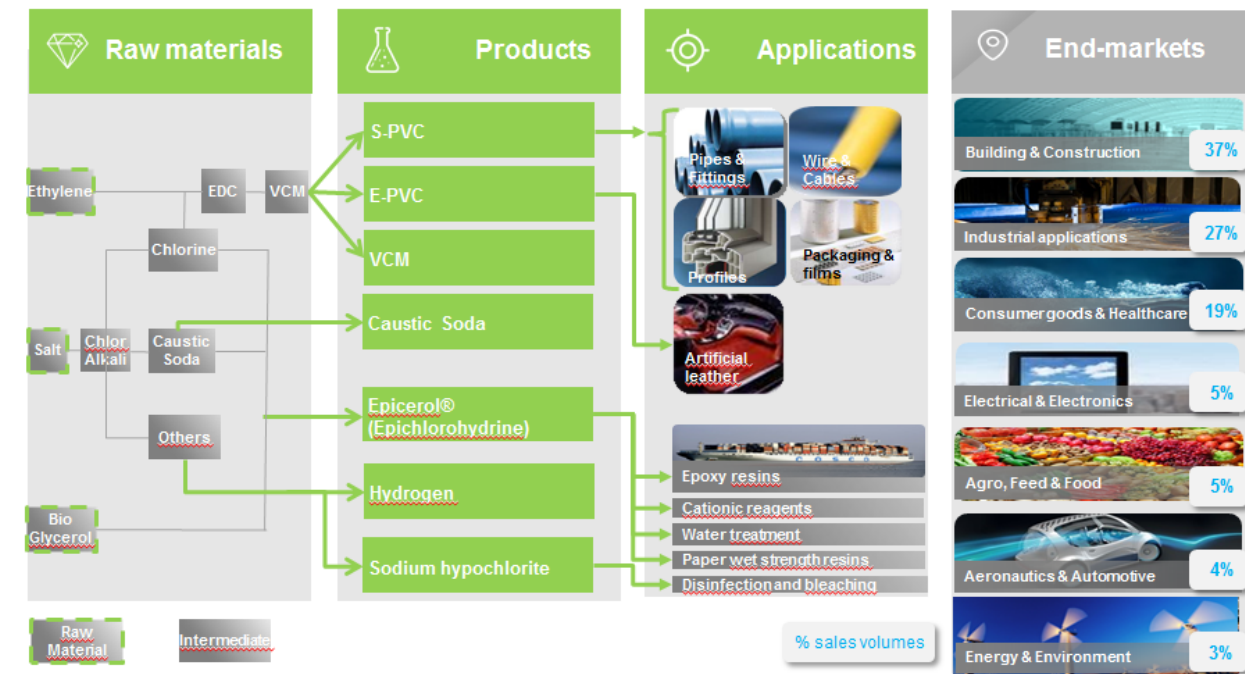 Raw materials
Products
Applications
End-markets
Ethylene
EDC
VCM
Chlorine
Salt
Chlor
Alkali
Caustic
Soda
Others
Bio
Glycerol
Raw
Material
Intermediate
S-PVC
E-PVC
VCM
Caustic Soda
Epicerol®
(Epichlorohydrine)
Hydrogen
Sodium hypochlorite
Pipes &
Fittings
Wire &
Cables
Profiles
Packaging &
films
Artificial
leather
COSCO
Epoxy resins
Cationic reagents
Water treatment
Paper wet strength resins
Disinfection and bleaching
% sales volumes
Building & Construction
37%
Industrial applications
27%
Consumer goods & Healthcare
19%
Electrical & Electronics
5%
Agro, Feed & Food
5%
Aeronautics & Automotive
4%
Energy & Environment
3%